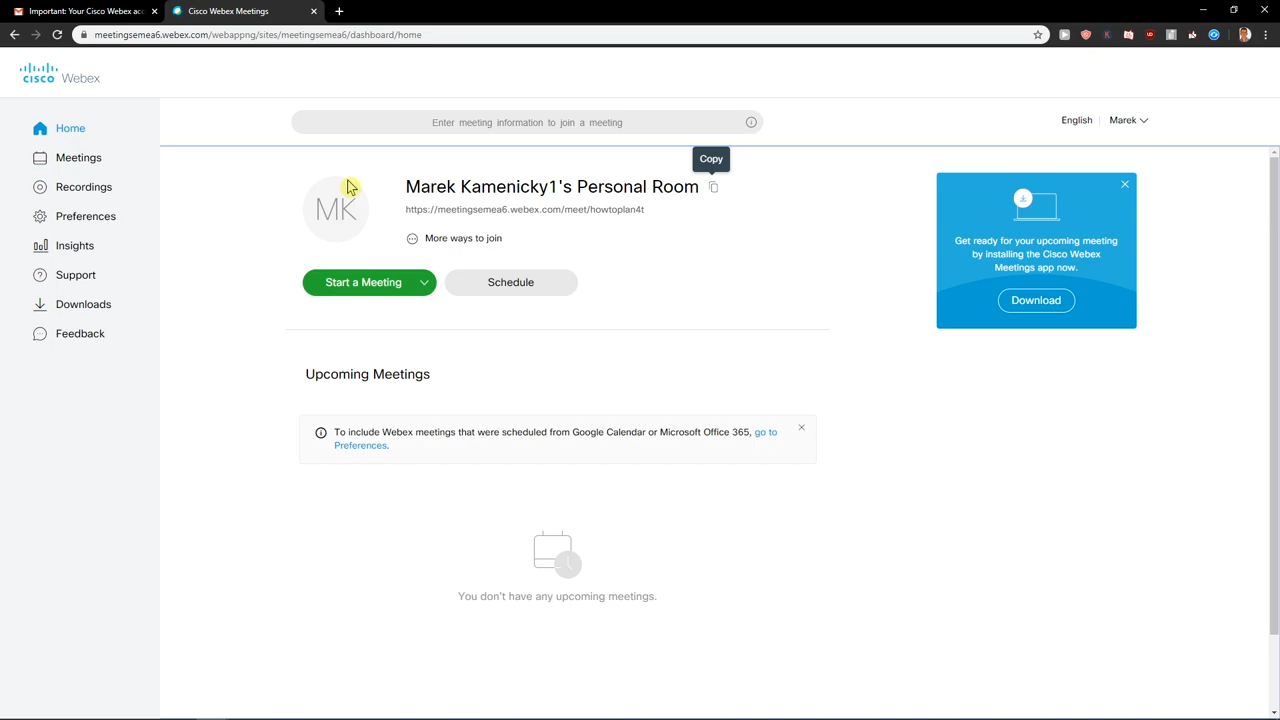 Important: Your Cisco Webex acc
Cisco Webex Meetings
meetingsemea6.webex.com/webappng/sites/meetingsemea6/dashboard/home
CISCO Webex
Home
Meetings
Recordings
Preferences
Insights
Support
Downloads
Feedback
Enter meeting information to join a meeting
English
Marek
Copy
MK
Marek Kamenicky1's Personal Room
https://meetingsemea6.webex.com/meet/howtoplan4t
More ways to join
Start a Meeting
Schedule
Get ready for your upcoming meeting
by installing the Cisco Webex
Meetings app now.
Download
Upcoming Meetings
To include Webex meetings that were scheduled from Google Calendar or Microsoft Office 365, go to
Preferences.
You don't have any upcoming meetings.